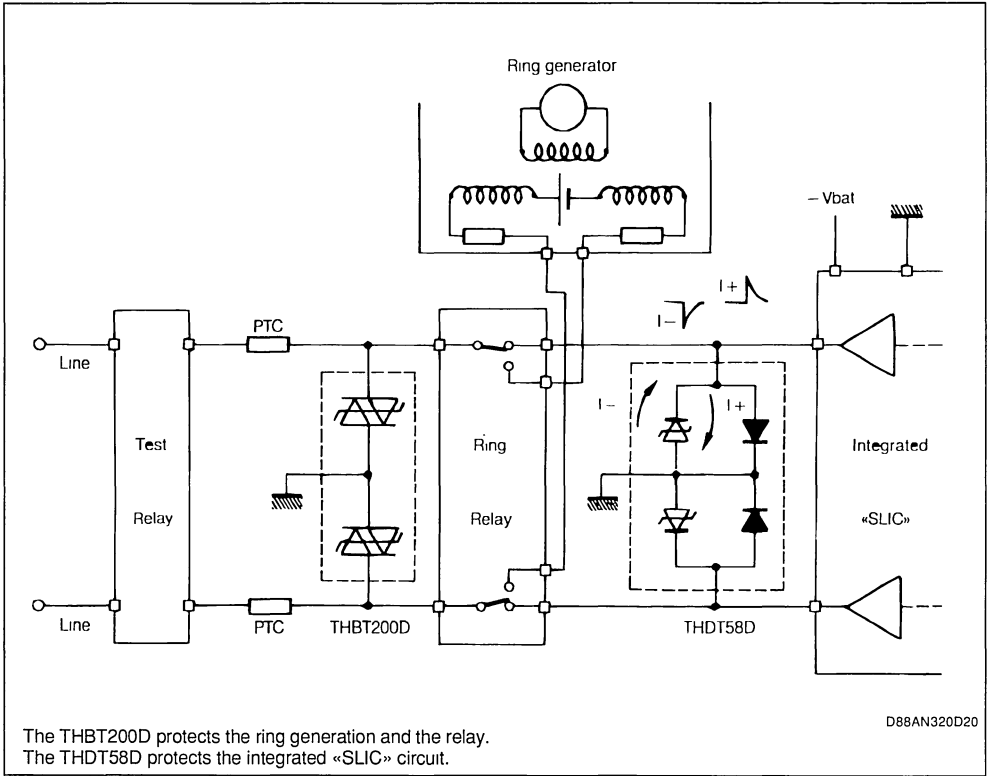 Ring generator
– Vbat
I +
I –
PTC
Line
I –
I +
Test
Relay
Ring
Relay
Integrated
«SLIC»
Line
PTC
THBT200D
THDT58D
D88AN320D20
The THBT200D protects the ring generation and the relay.
The THDT58D protects the integrated «SLIC» circuit.